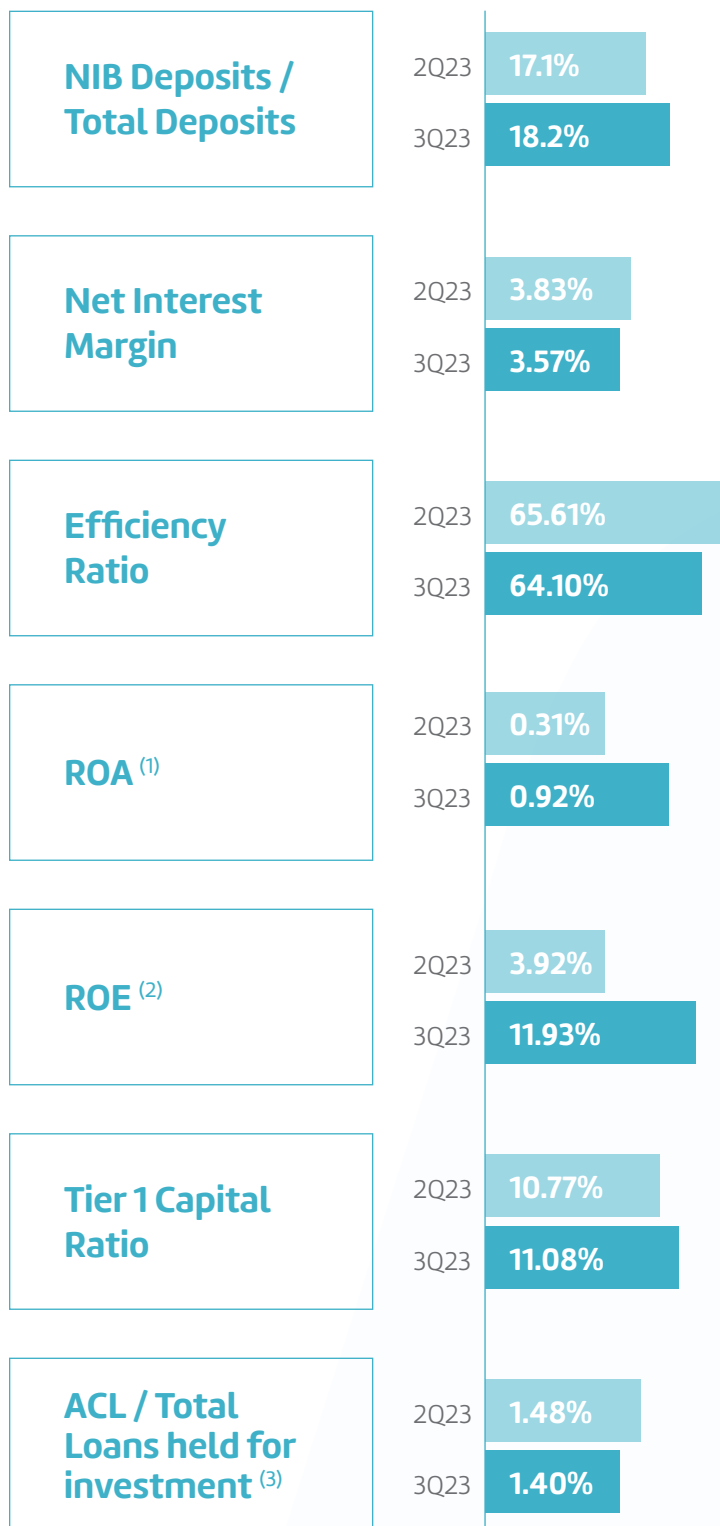 NIB Deposits /
Total Deposits
2Q23 17.1%
3Q23 18.2%
Net Interest
Margin
2Q23 3.83%
3Q23 3.57%
Efficiency
Ratio
2Q23 65.61%
3Q23 64.10%
ROA (1)
2Q23 0.31%
3Q23 0.92%
ROE (2)
2Q23 3.92%
3Q23 11.93%
Tier 1 Capital
Ratio
2Q23 10.77%
3Q23 11.08%
ACL / Total
Loans held for
investment (3)
2Q23 1.48%
3Q23 1.40%